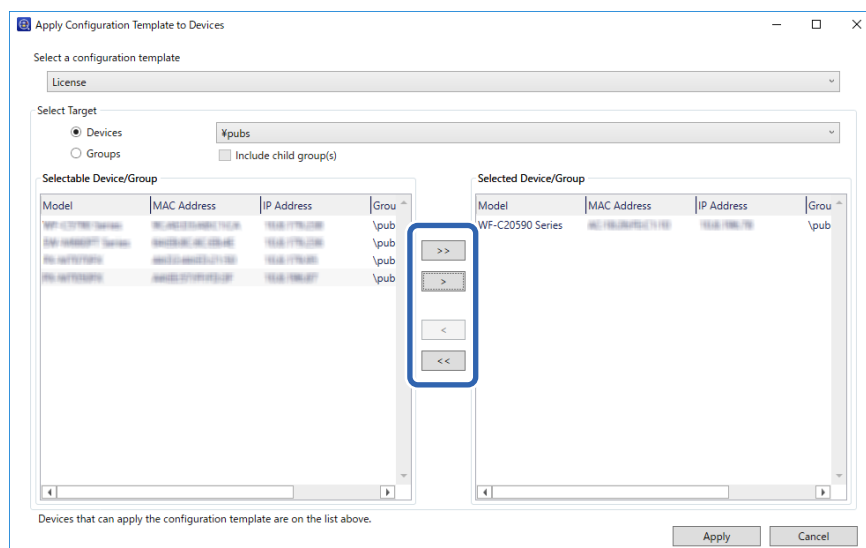 Apply Configuration Template to Devices
Select a configuration template
License
Select Target
Devices
¥pubs
Groups
Include child group(s)
Selectable Device/Group
Model MAC Address IP Address Grou
\pub
\pub
\pub
\pub
>>
>
<
<<
Selected Device/Group
Model MAC Address IP Address Grou
WF-C20590 Series \pub
Devices that can apply the configuration template are on the list above.
Apply Cancel